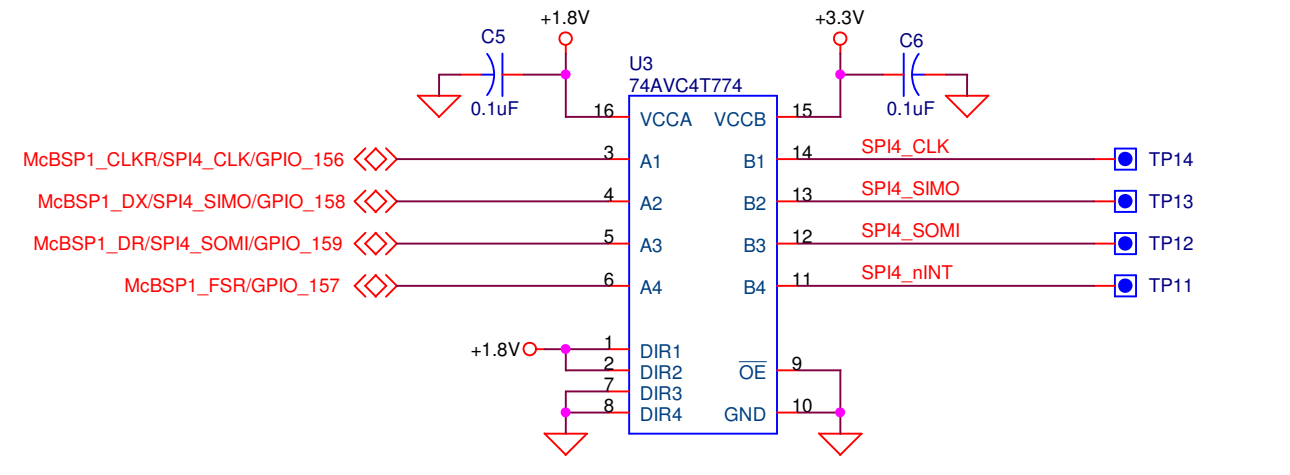 +1.8V
+3.3V
C5
C6
0.1uF
0.1uF
U3
74AVC4T774
16 VCCA VCCB 15
McBSP1_CLKR/SPI4_CLK/GPIO_156 3 A1 B1 14 SPI4_CLK TP14
McBSP1_DX/SPI4_SIMO/GPIO_158 4 A2 B2 13 SPI4_SIMO TP13
McBSP1_DR/SPI4_SOMI/GPIO_159 5 A3 B3 12 SPI4_SOMI TP12
McBSP1_FSR/GPIO_157 6 A4 B4 11 SPI4_nINT TP11
+1.8V 1 DIR1
2 DIR2 OE 9
7 DIR3
8 DIR4 GND 10